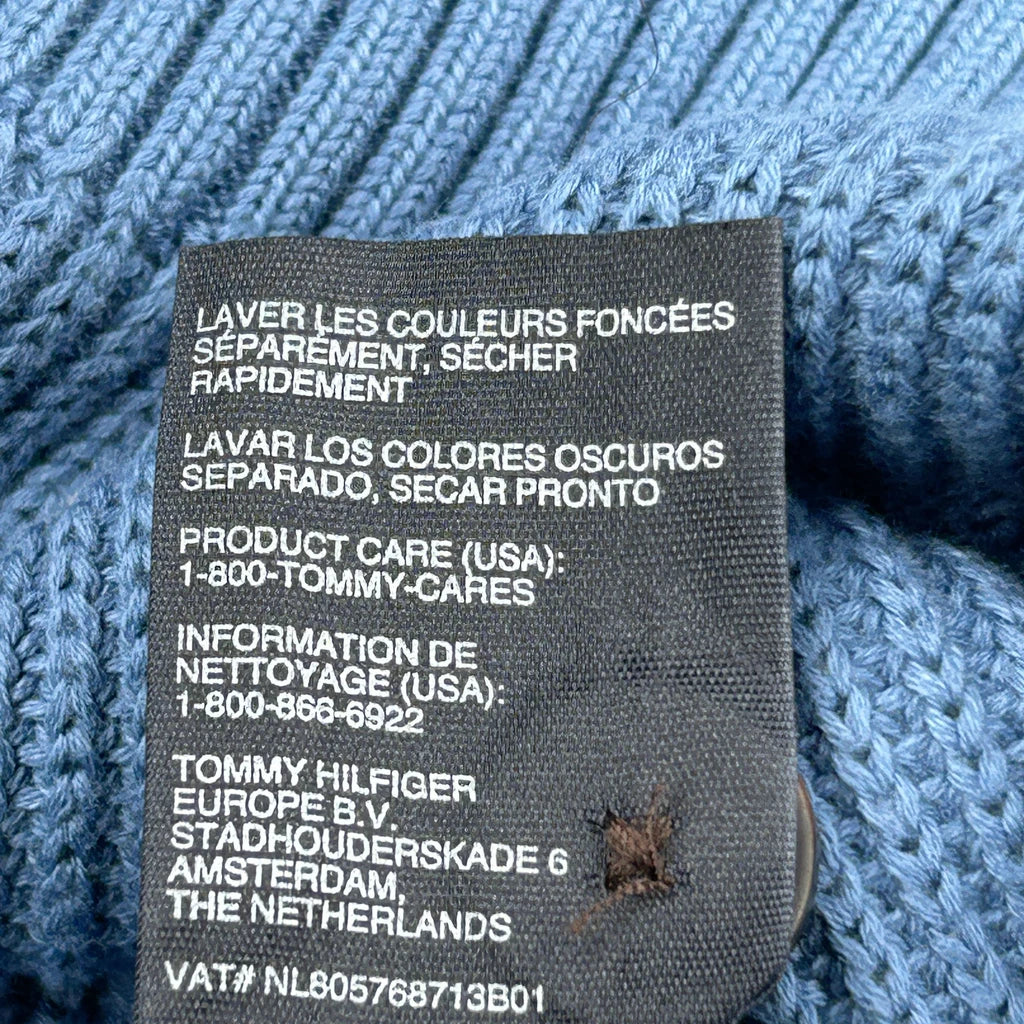 LAVER LES COULEURS FONCÉES
SÉPARÉMENT, SÉCHER
RAPIDEMENT
LAVAR LOS COLORES OSCUROS
SEPARADO, SECAR PRONTO
PRODUCT CARE (USA):
1-800-TOMMY-CARES
INFORMATION DE
NETTOYAGE (USA):
1-800-866-6922
TOMMY HILFIGER
EUROPE B.V.
STADHOUDERSKADE 6
AMSTERDAM,
THE NETHERLANDS
VAT# NL805768713B01